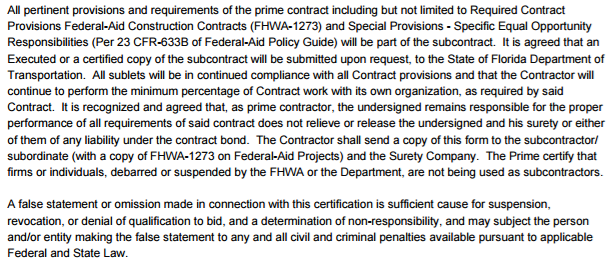 All pertinent provisions and requirements of the prime contract including but not limited to Required Contract
Provisions Federal-Aid Construction Contracts (FHWA-1273) and Special Provisions - Specific Equal Opportunity
Responsibilities (Per 23 CFR-633B of Federal-Aid Policy Guide) will be part of the subcontract.  It is agreed that an
Executed or a certified copy of the subcontract will be submitted upon request, to the State of Florida Department of
Transportation.  All sublets will be in continued compliance with all Contract provisions and that the Contractor will
continue to perform the minimum percentage of Contract work with its own organization, as required by said
Contract.  It is recognized and agreed that, as prime contractor, the undersigned remains responsible for the proper
performance of all requirements of said contract does not relieve or release the undersigned and his surety or either
of them of any liability under the contract bond.  The Contractor shall send a copy of this form to the subcontractor/
subordinate (with a copy of FHWA-1273 on Federal-Aid Projects) and the Surety Company.  The Prime certify that
firms or individuals, debarred or suspended by the FHWA or the Department, are not being used as subcontractors.

A false statement or omission made in connection with this certification is sufficient cause for suspension,
revocation, or denial of qualification to bid, and a determination of non-responsibility, and may subject the person
and/or entity making the false statement to any and all civil and criminal penalties available pursuant to applicable
Federal and State Law.